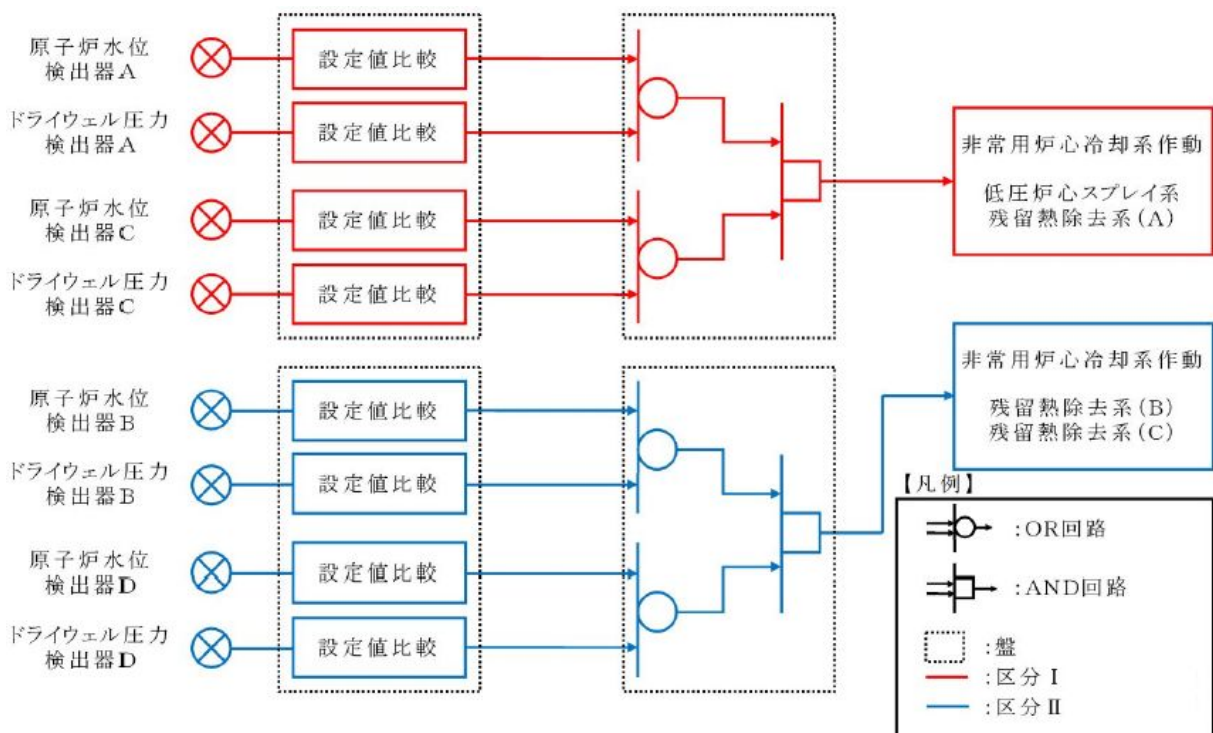 原子炉水位
検出器A
設定値比較
ドライウェル圧力
検出器A
設定値比較
原子炉水位
検出器C
設定値比較
ドライウェル圧力
検出器C
設定値比較
非常用炉心冷却系作動
低圧炉心スプレイ系
残留熱除去系(A)
原子炉水位
検出器B
設定値比較
ドライウェル圧力
検出器B
設定値比較
原子炉水位
検出器D
設定値比較
ドライウェル圧力
検出器D
設定値比較
非常用炉心冷却系作動
残留熱除去系(B)
残留熱除去系(C)
【凡例】
:OR回路
:AND回路
:盤
:区分Ⅰ
:区分Ⅱ